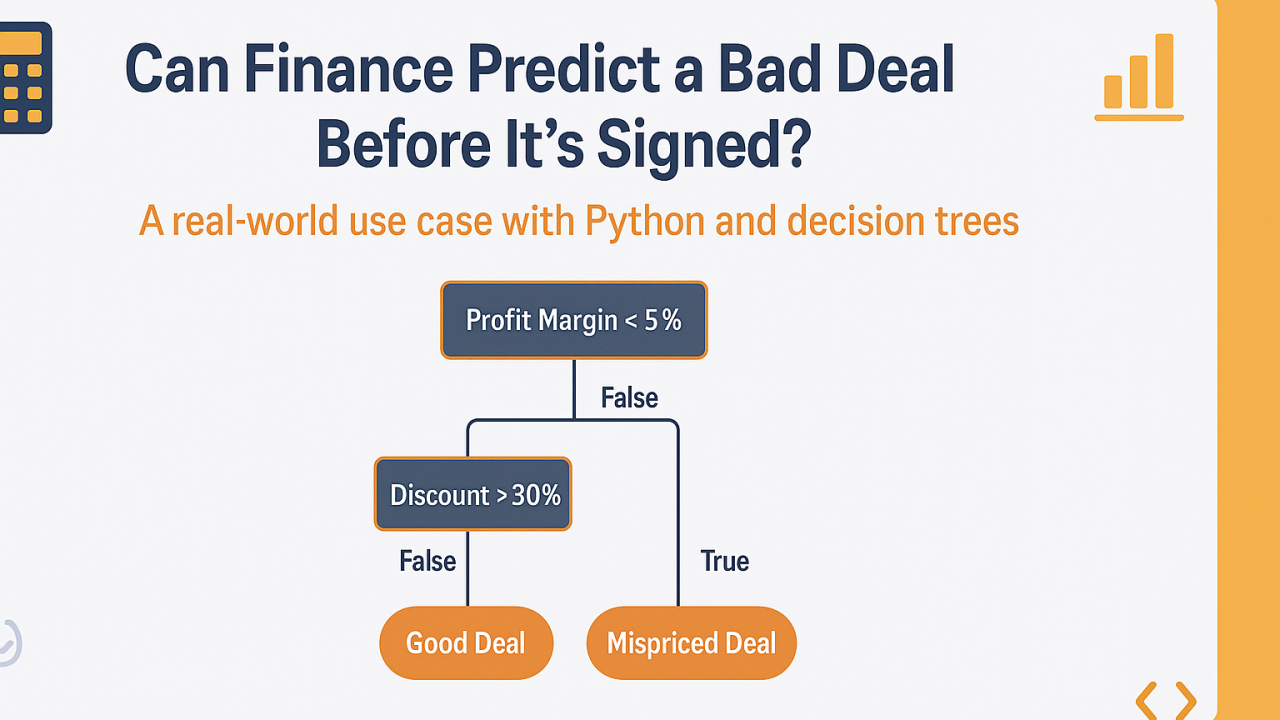 Can Finance Predict a Bad Deal
Before It’s Signed?
A real-world use case with Python and decision trees
Profit Margin < 5%
False
Discount > 30%
False
True
Good Deal
Mispriced Deal